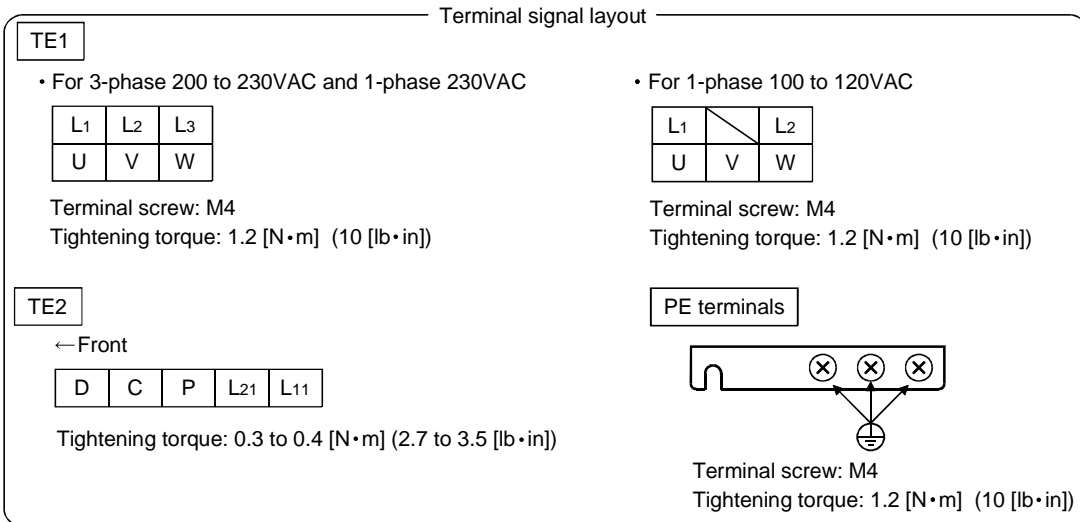 Terminal signal layout
TE1
• For 3-phase 200 to 230VAC and 1-phase 230VAC
L1 L2 L3
U V W
Terminal screw: M4
Tightening torque: 1.2 [N•m] (10 [lb•in])
• For 1-phase 100 to 120VAC
L1 L2
U V W
Terminal screw: M4
Tightening torque: 1.2 [N•m] (10 [lb•in])
TE2
←Front
D C P L21 L11
Tightening torque: 0.3 to 0.4 [N•m] (2.7 to 3.5 [lb•in])
PE terminals
Terminal screw: M4
Tightening torque: 1.2 [N•m] (10 [lb•in])